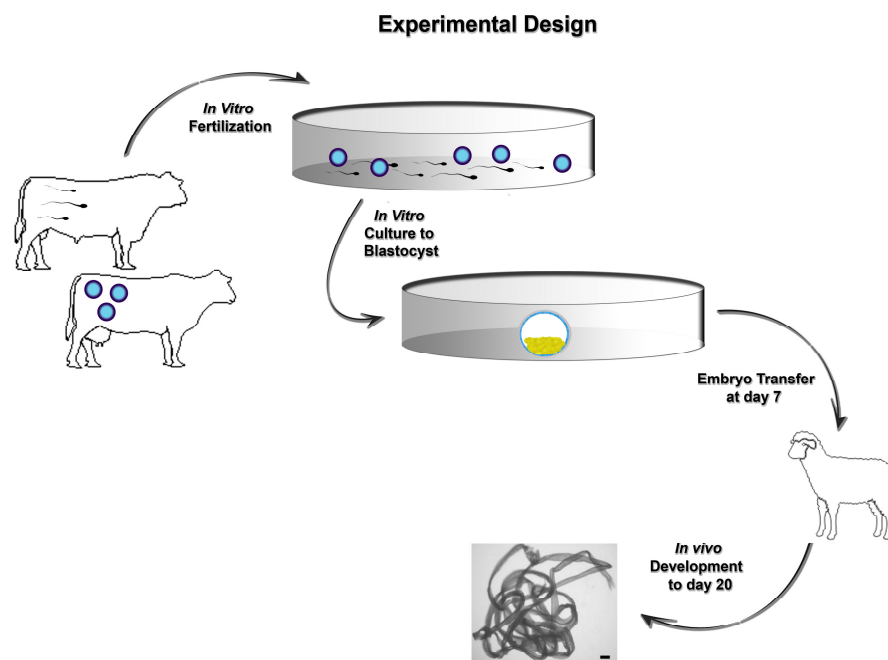 Experimental Design
In Vitro
Fertilization
In Vitro
Culture to
Blastocyst
Embryo Transfer
at day 7
In vivo
Development
to day 20